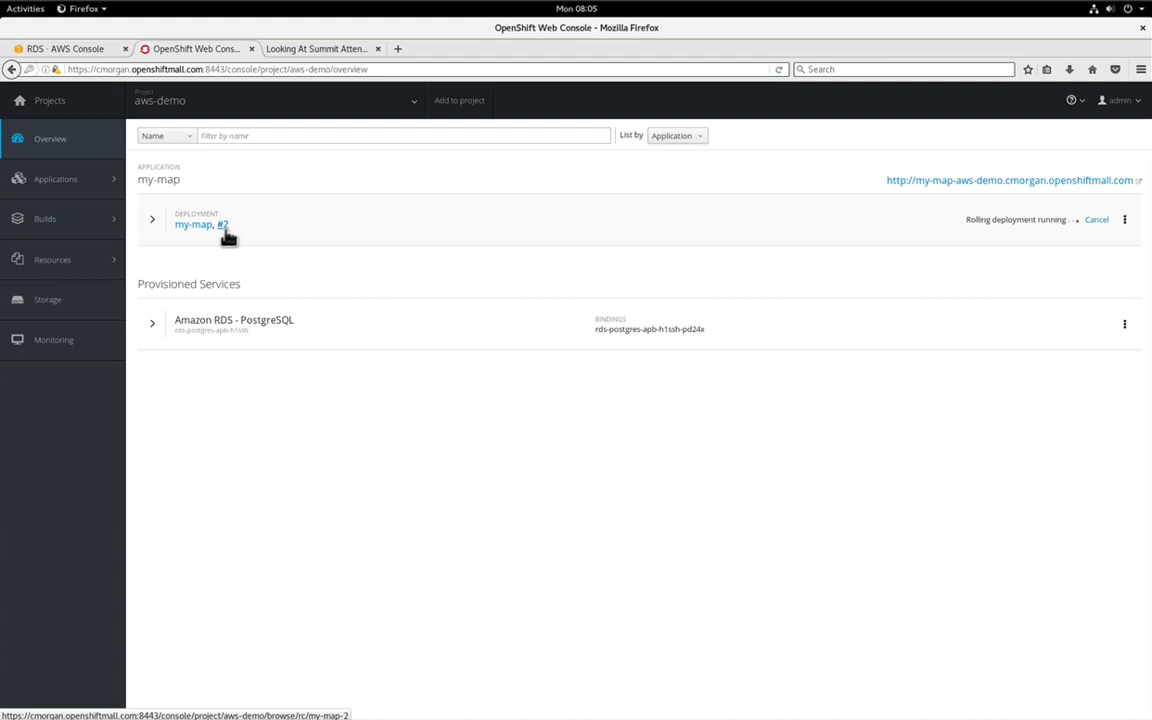 Activities
Firefox
Mon 08:05
OpenShift Web Console - Mozilla Firefox
RDS · AWS Console
OpenShift Web Cons...
Looking At Summit Atten...
https://cmorgan.openshiftmall.com:8443/console/project/aws-demo/overview
Search
Projects
Project
aws-demo
Add to project
admin
Overview
Applications
Builds
Resources
Storage
Monitoring
Name
Filter by name
List by
Application
APPLICATION
my-map
http://my-map-aws-demo.cmorgan.openshiftmall.com
DEPLOYMENT
my-map, #2
Rolling deployment running . . .
Cancel
Provisioned Services
Amazon RDS - PostgreSQL
rds-postgres-apb-h1ssh
BINDINGS
rds-postgres-apb-h1ssh-pd24x
https://cmorgan.openshiftmall.com:8443/console/project/aws-demo/browse/rc/my-map-2